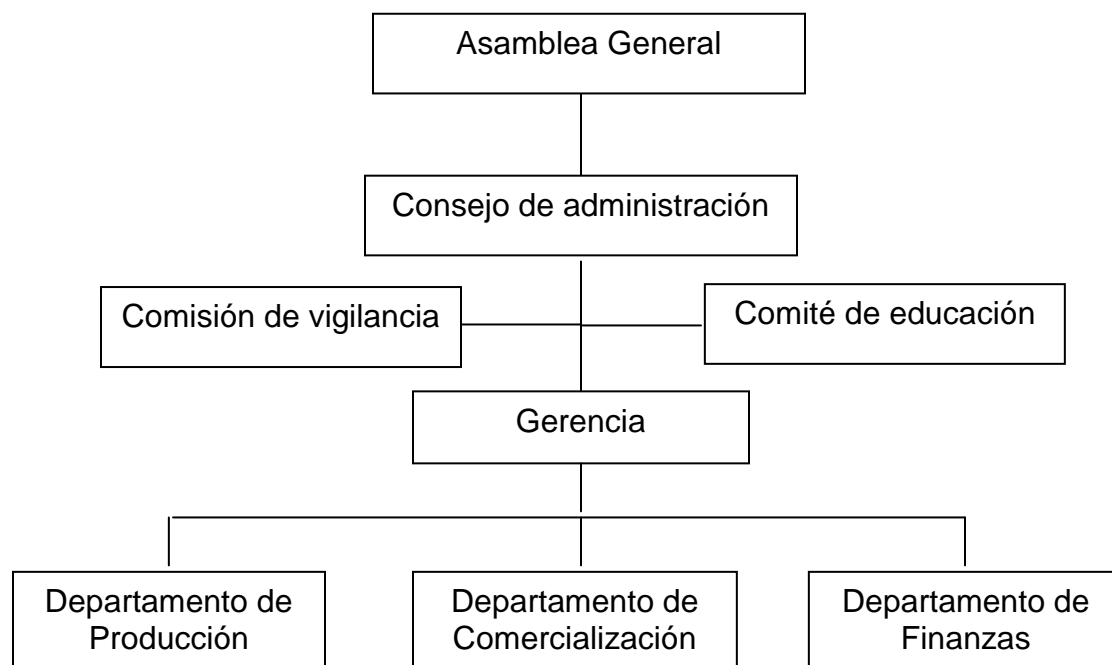 Asamblea General
Consejo de administración
Comisión de vigilancia
Comité de educación
Gerencia
Departamento de
Producción
Departamento de
Comercialización
Departamento de
Finanzas